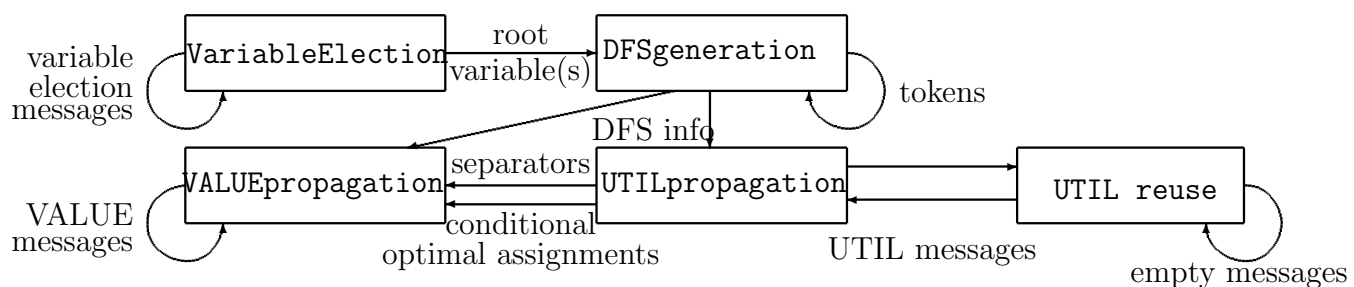 variable
election
messages
VariableElection
root
variable(s)
DFSgeneration
tokens
DFS info
VALUE
messages
VALUEpropagation
separators
conditional
optimal assignments
UTILpropagation
UTIL messages
UTIL reuse
empty messages